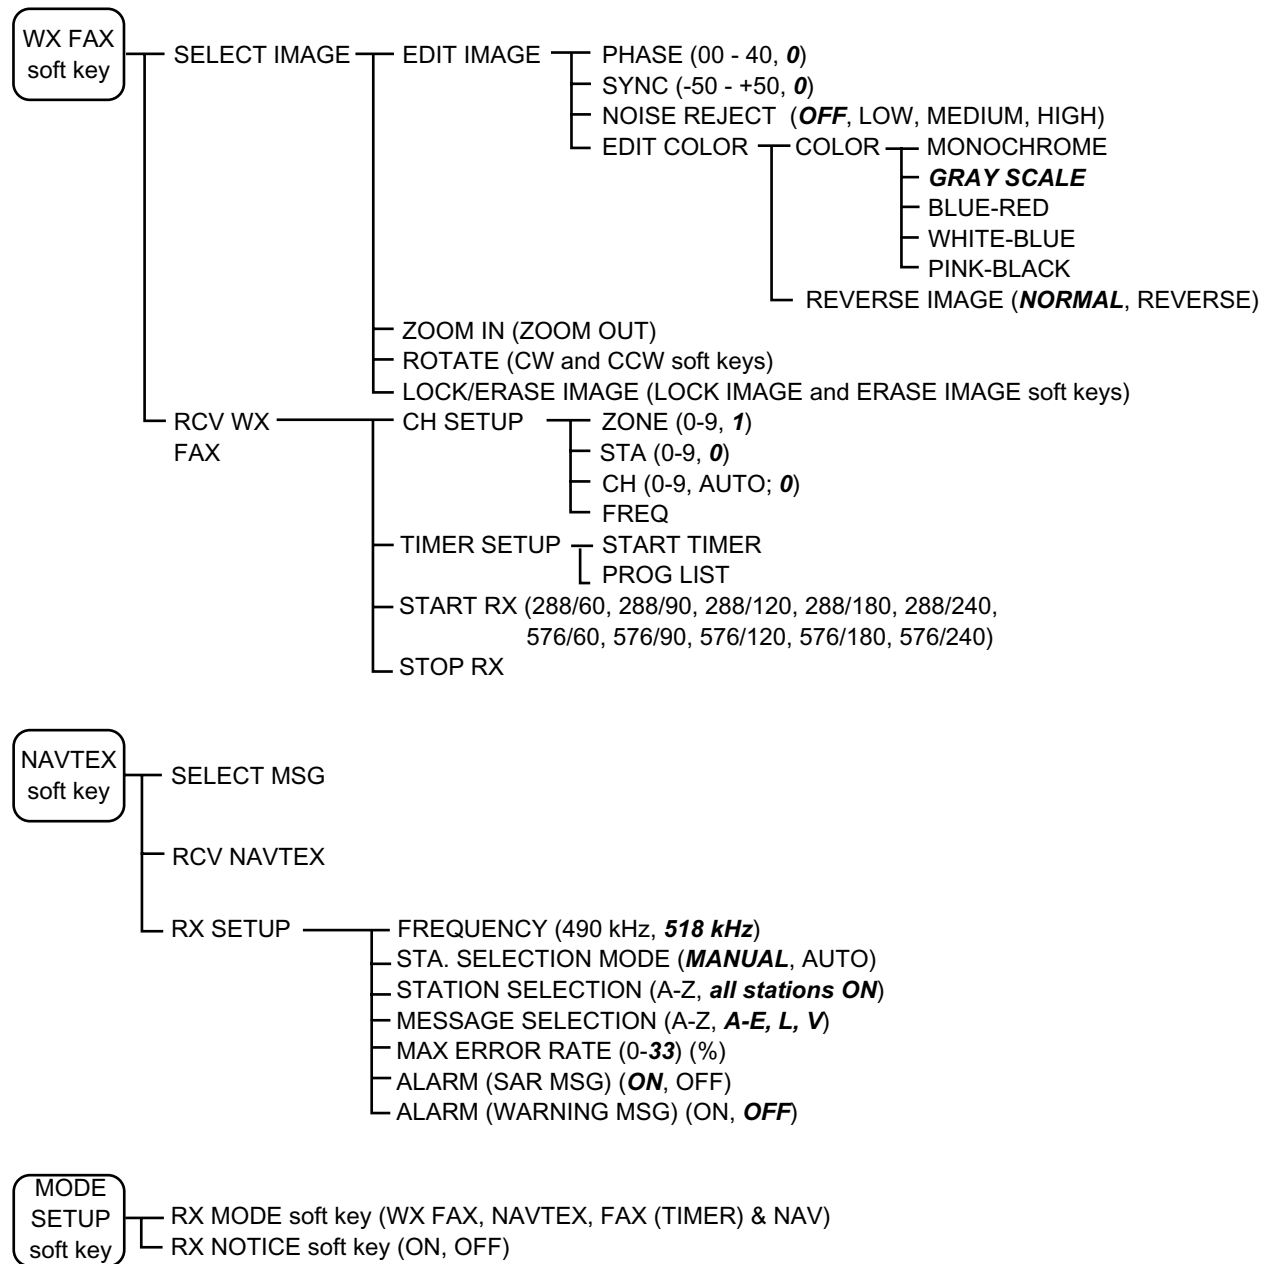 WX FAX
soft key
SELECT IMAGE
EDIT IMAGE
PHASE (00 - 40, 0)
SYNC (-50 - +50, 0)
NOISE REJECT (OFF, LOW, MEDIUM, HIGH)
EDIT COLOR
COLOR
MONOCHROME
GRAY SCALE
BLUE-RED
WHITE-BLUE
PINK-BLACK
REVERSE IMAGE (NORMAL, REVERSE)
ZOOM IN (ZOOM OUT)
ROTATE (CW and CCW soft keys)
LOCK/ERASE IMAGE (LOCK IMAGE and ERASE IMAGE soft keys)
RCV WX
FAX
CH SETUP
ZONE (0-9, 1)
STA (0-9, 0)
CH (0-9, AUTO; 0)
FREQ
TIMER SETUP
START TIMER
PROG LIST
START RX (288/60, 288/90, 288/120, 288/180, 288/240,
576/60, 576/90, 576/120, 576/180, 576/240)
STOP RX
NAVTEX
soft key
SELECT MSG
RCV NAVTEX
RX SETUP
FREQUENCY (490 kHz, 518 kHz)
STA. SELECTION MODE (MANUAL, AUTO)
STATION SELECTION (A-Z, all stations ON)
MESSAGE SELECTION (A-Z, A-E, L, V)
MAX ERROR RATE (0-33) (%)
ALARM (SAR MSG) (ON, OFF)
ALARM (WARNING MSG) (ON, OFF)
MODE
SETUP
soft key
RX MODE soft key (WX FAX, NAVTEX, FAX (TIMER) & NAV)
RX NOTICE soft key (ON, OFF)